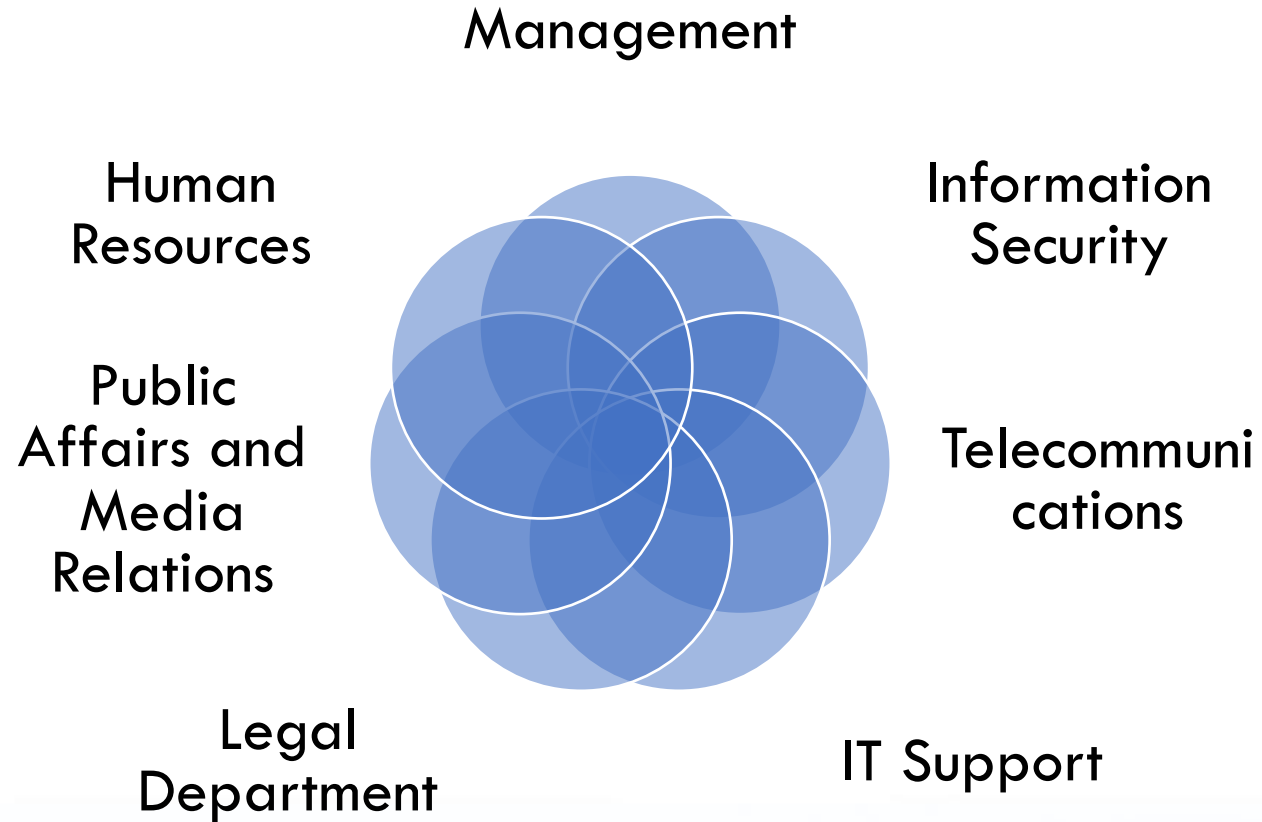 Management
Human
Resources
Information
Security
Public
Affairs and
Media
Relations
Telecommuni
cations
Legal
Department
IT Support